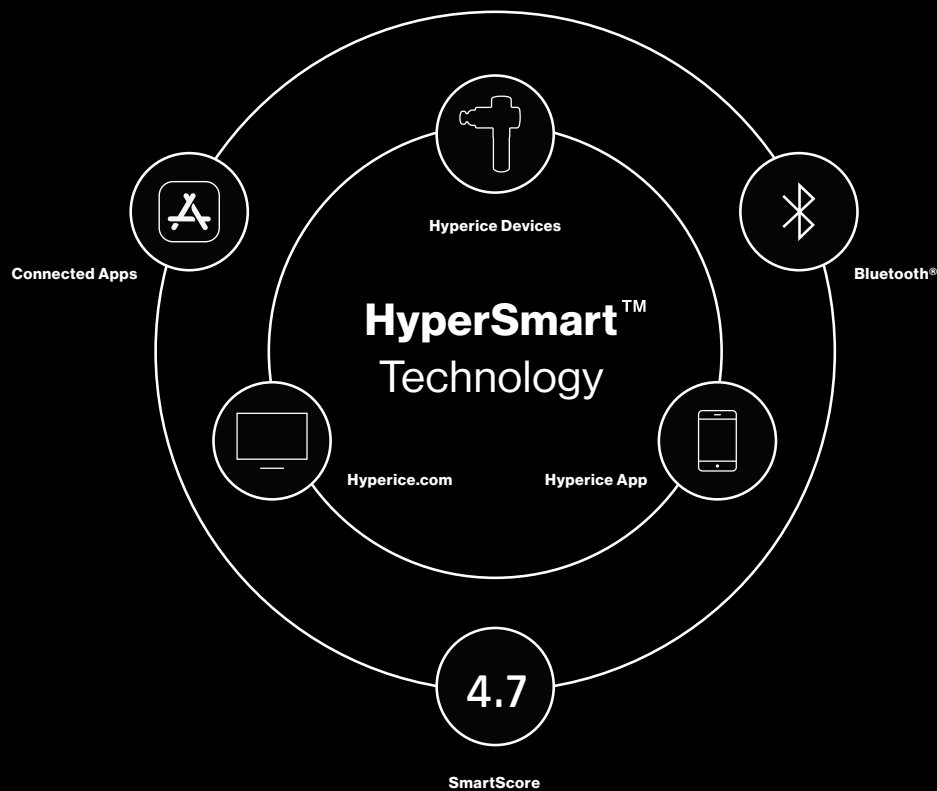 Hyperice Devices
Connected Apps
Bluetooth®
HyperSmart™
Technology
Hyperice.com
Hyperice App
4.7
SmartScore